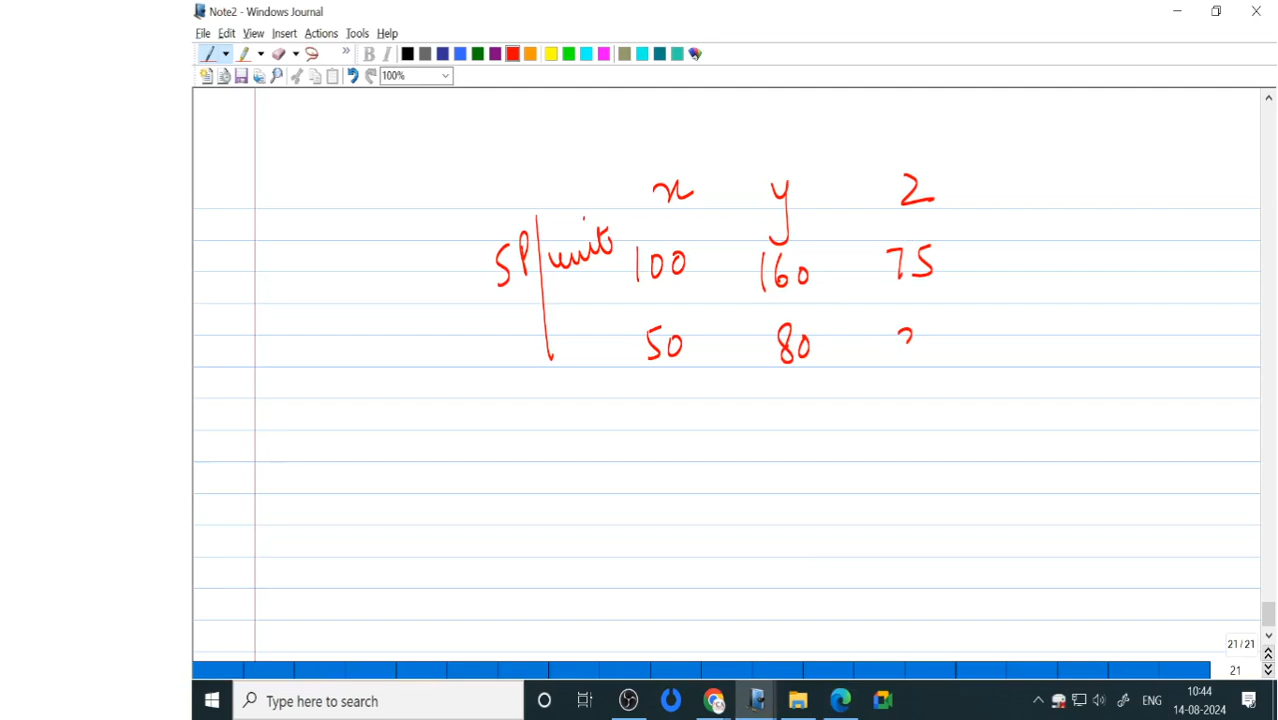 Note2 - Windows Journal
File Edit View Insert Actions Tools Help
» B I
100%
x y z
SP/unit 100 160 75
50 80
21/21
21
Type here to search
ENG
10:44
14-08-2024